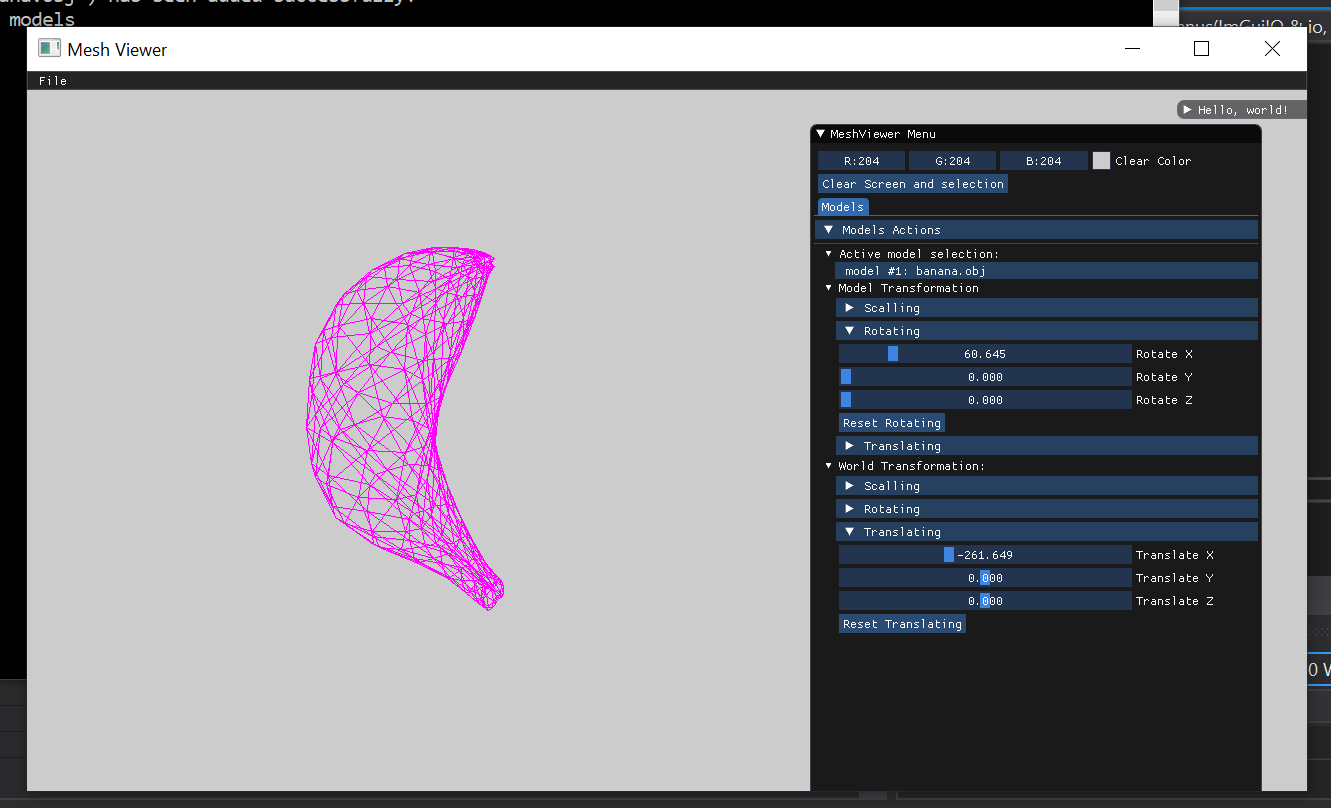 models
io,
Mesh Viewer
File
Hello, world!
MeshViewer Menu
R:204 G:204 B:204 Clear Color
Clear Screen and selection
Models
Models Actions
Active model selection:
model #1: banana.obj
Model Transformation
Scalling
Rotating
60.645 Rotate X
0.000 Rotate Y
0.000 Rotate Z
Reset Rotating
Translating
World Transformation:
Scalling
Rotating
Translating
-261.649 Translate X
0.000 Translate Y
0.000 Translate Z
Reset Translating